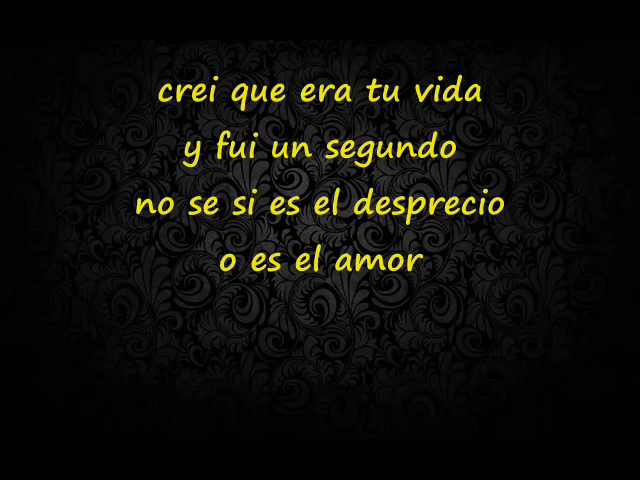 crei que era tu vida
y fui un segundo
no se si es el desprecio
o es el amor